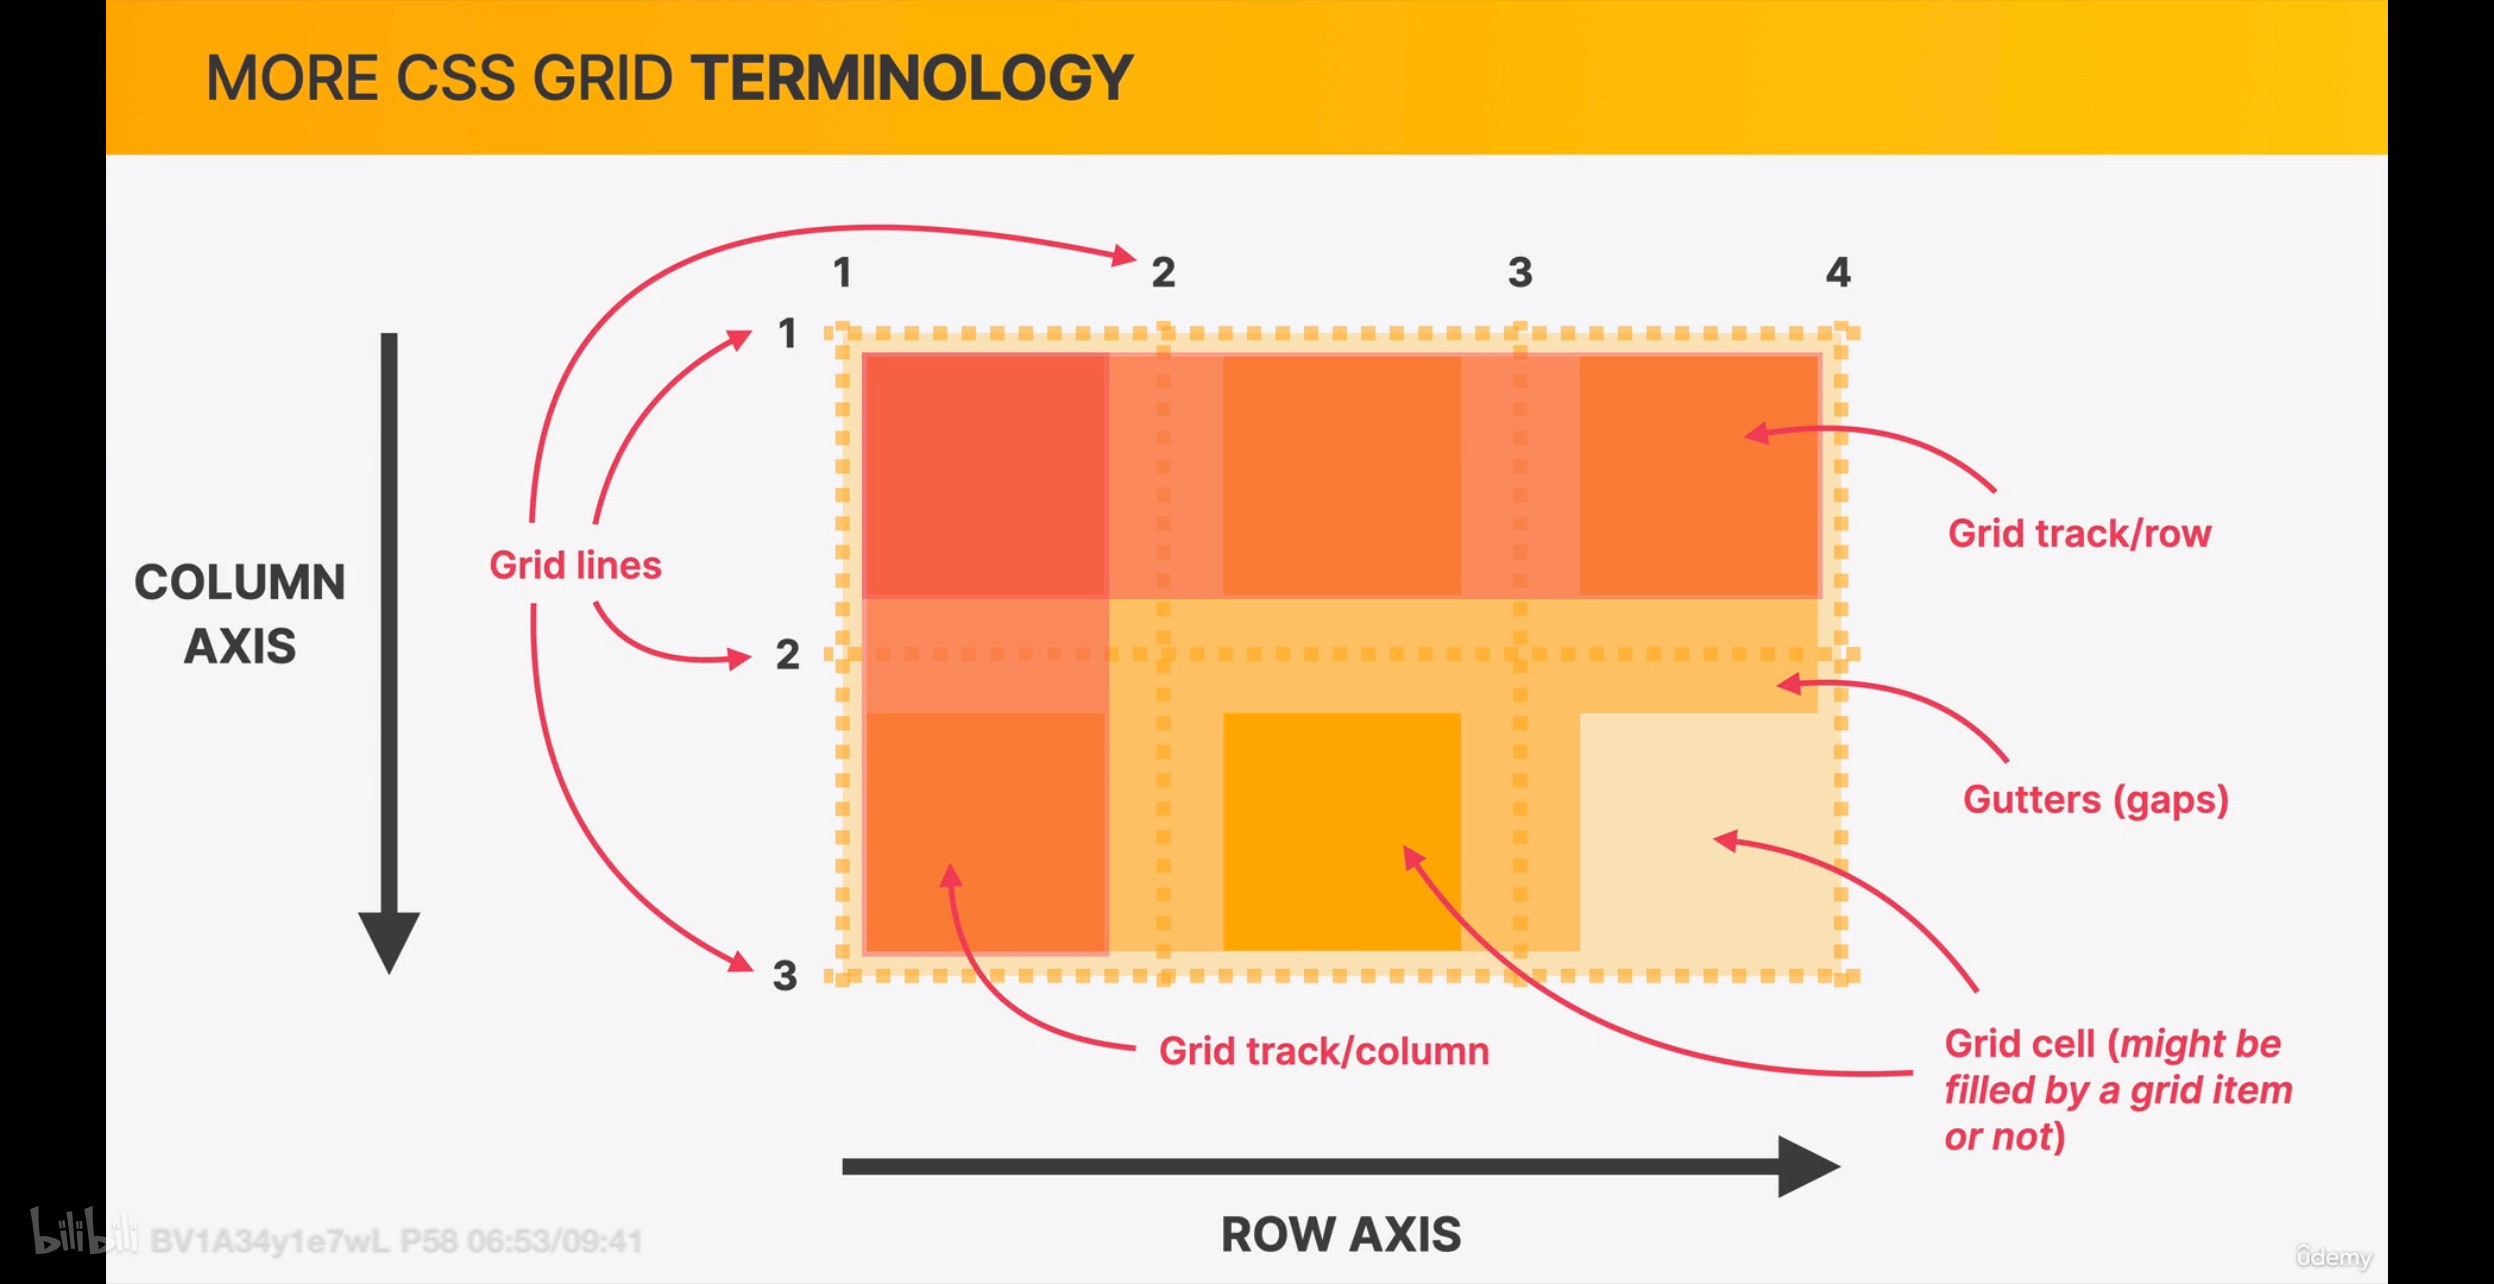 MORE CSS GRID TERMINOLOGY
1 2 3 4
1
Grid track/row
Grid lines
COLUMN
AXIS
2
Gutters (gaps)
3
Grid track/column
Grid cell (might be
filled by a grid item
or not)
ROW AXIS
bilibili BV1A34y1e7wL P58 06:53/09:41
ûdemy